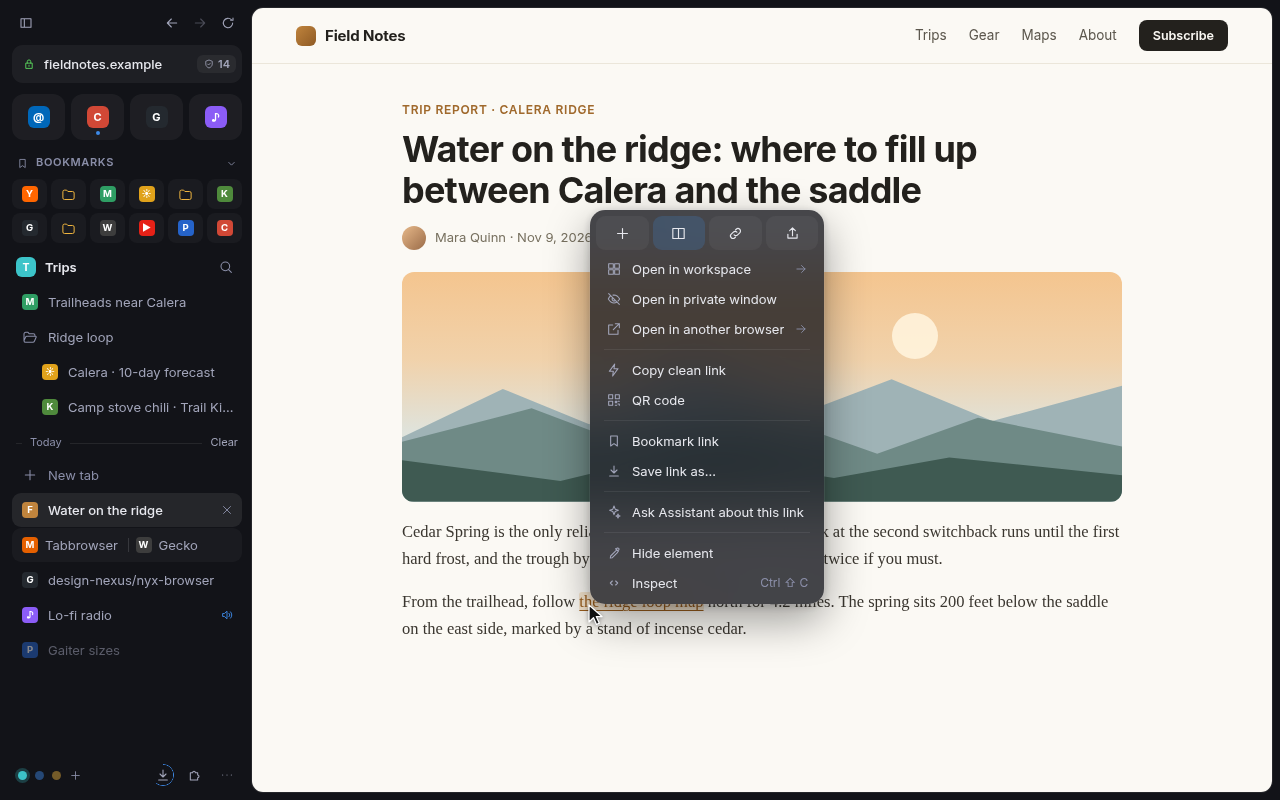 fieldnotes.example
14
@
C
G
BOOKMARKS
Y
M
K
G
W
P
C
T Trips
M Trailheads near Calera
Ridge loop
Calera · 10-day forecast
K Camp stove chili · Trail Ki...
Today
Clear
New tab
F Water on the ridge
M Tabbrowser
W Gecko
G design-nexus/nyx-browser
Lo-fi radio
P Gaiter sizes
Field Notes
Trips
Gear
Maps
About
Subscribe
TRIP REPORT · CALERA RIDGE
Water on the ridge: where to fill up
between Calera and the saddle
Mara Quinn · Nov 9, 2026
Open in workspace
Open in private window
Open in another browser
Copy clean link
QR code
Bookmark link
Save link as...
Ask Assistant about this link
Hide element
Inspect
Ctrl ⇧ C
Cedar Spring is the only at the second switchback runs until the first
hard frost, and the trough by twice if you must.
From the trailhead, follow the ridge loop map north for 4.2 miles. The spring sits 200 feet below the saddle
on the east side, marked by a stand of incense cedar.